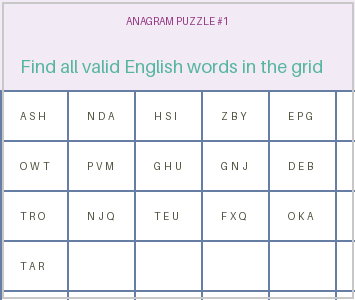 ANAGRAM PUZZLE #1
Find all valid English words in the grid
ASH NDA HSI ZBY EPG
OWT PVM GHU GNJ DEB
TRO NJQ TEU FXQ OKA
TAR